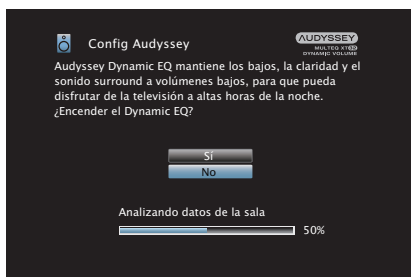 Config Audyssey
AUDYSSEY
MULTEQ XT32
DYNAMIC VOLUME
Audyssey Dynamic EQ mantiene los bajos, la claridad y el
sonido surround a volúmenes bajos, para que pueda
disfrutar de la televisión a altas horas de la noche.
¿Encender el Dynamic EQ?
Sí
No
Analizando datos de la sala
50%